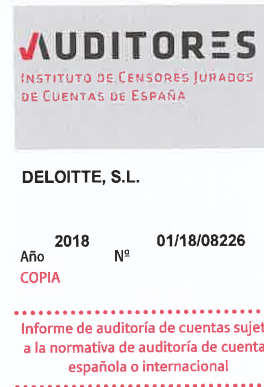 AUDITORES
INSTITUTO DE CENSORES JURADOS
DE CUENTAS DE ESPAÑA
DELOITTE, S.L.
Año 2018 Nº 01/18/08226
COPIA
Informe de auditoría de cuentas sujet
a la normativa de auditoría de cuenta
española o internacional